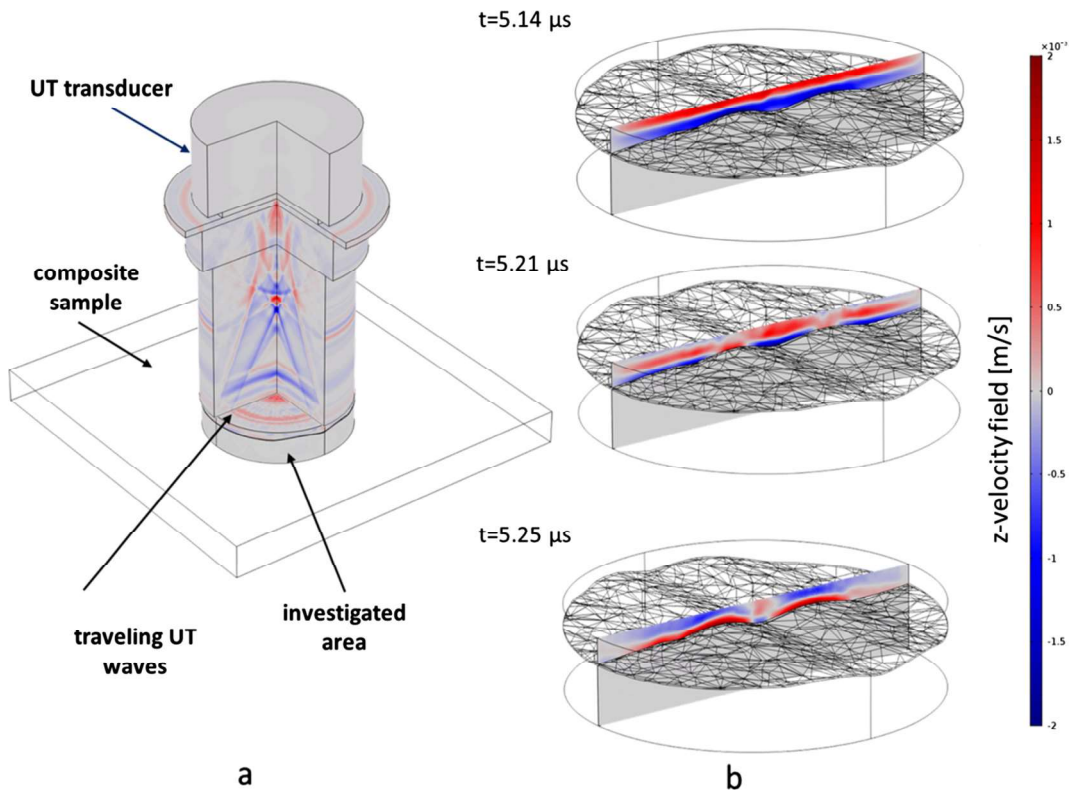 UT transducer
composite
sample
traveling UT
waves
investigated
area
a
t=5.14 µs
t=5.21 µs
t=5.25 µs
b
×10⁻³
2
1.5
1
0.5
0
-0.5
-1
-1.5
-2
z-velocity field [m/s]